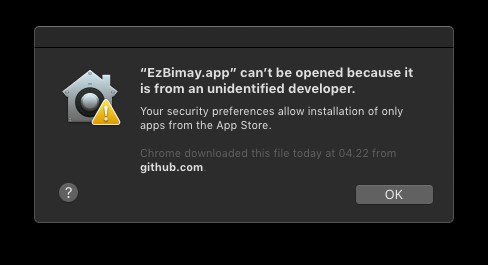 “EzBimay.app” can’t be opened because it
is from an unidentified developer.
Your security preferences allow installation of only
apps from the App Store.
Chrome downloaded this file today at 04.22 from
github.com.
?
OK